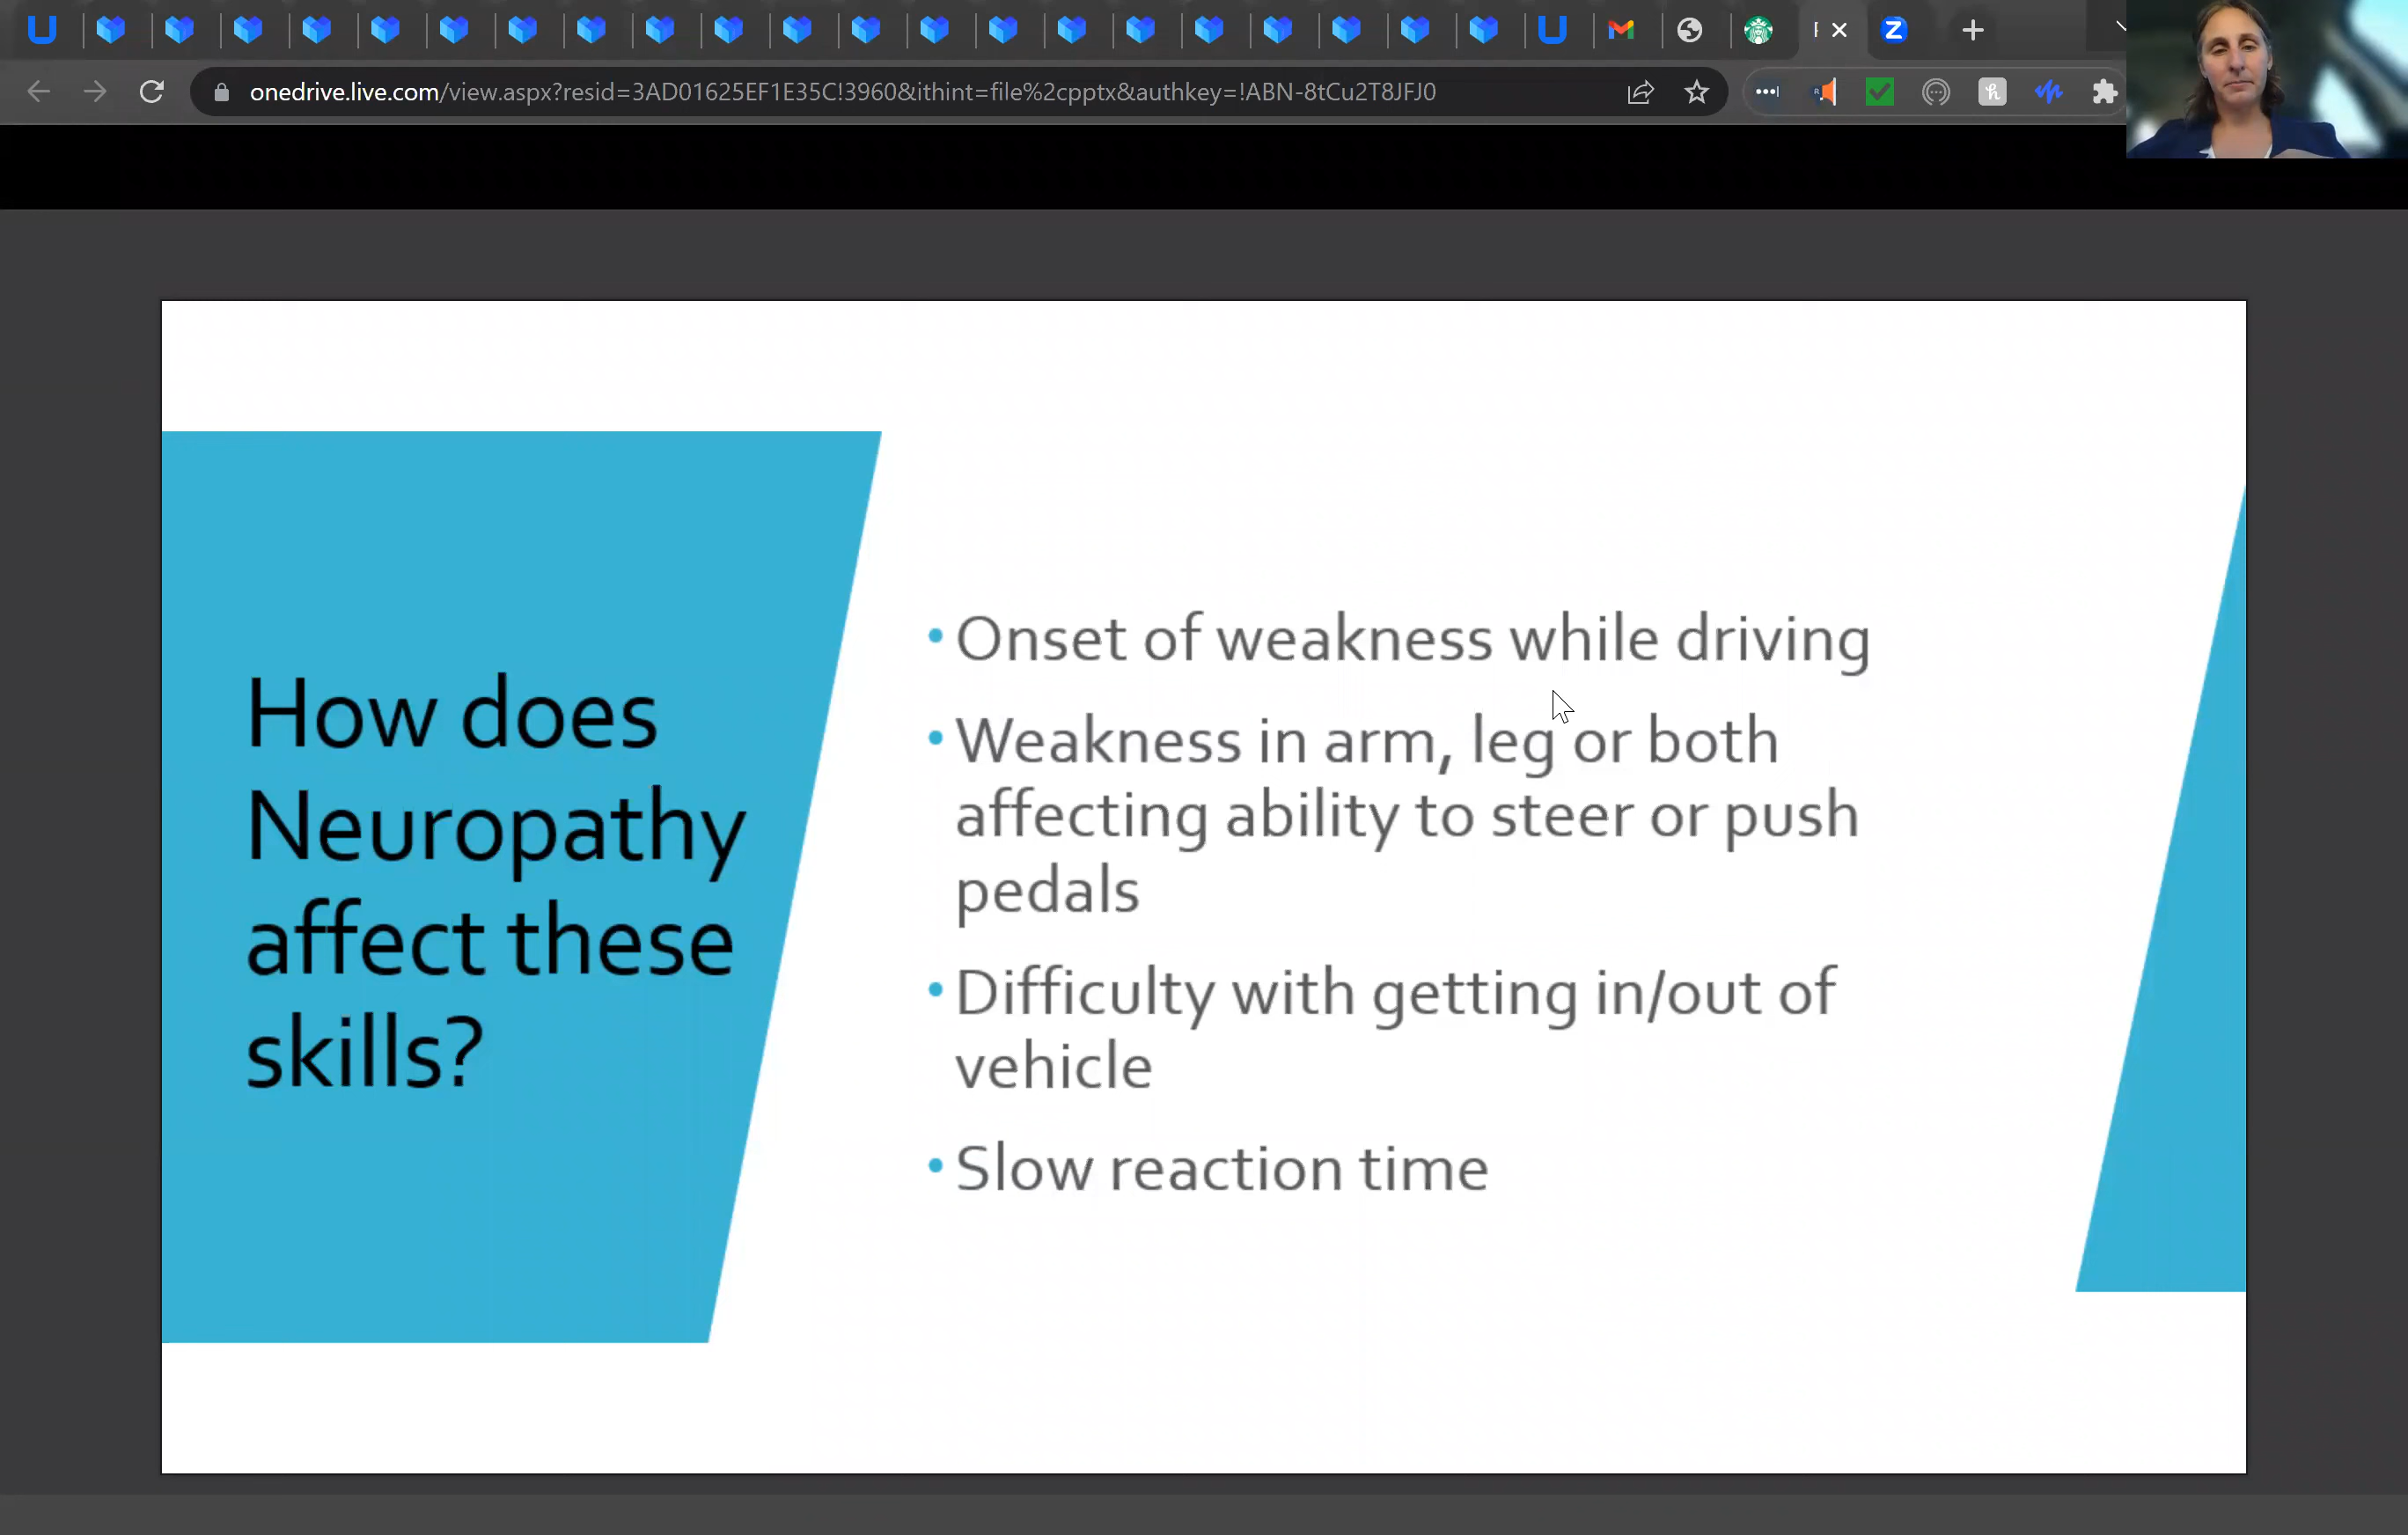 onedrive.live.com/view.aspx?resid=3AD01625EF1E35C!3960&ithint=file%2cpptx&authkey=!ABN-8tCu2T8JFJ0
How does
Neuropathy
affect these
skills?
• Onset of weakness while driving
• Weakness in arm, leg or both
affecting ability to steer or push
pedals
• Difficulty with getting in/out of
vehicle
• Slow reaction time